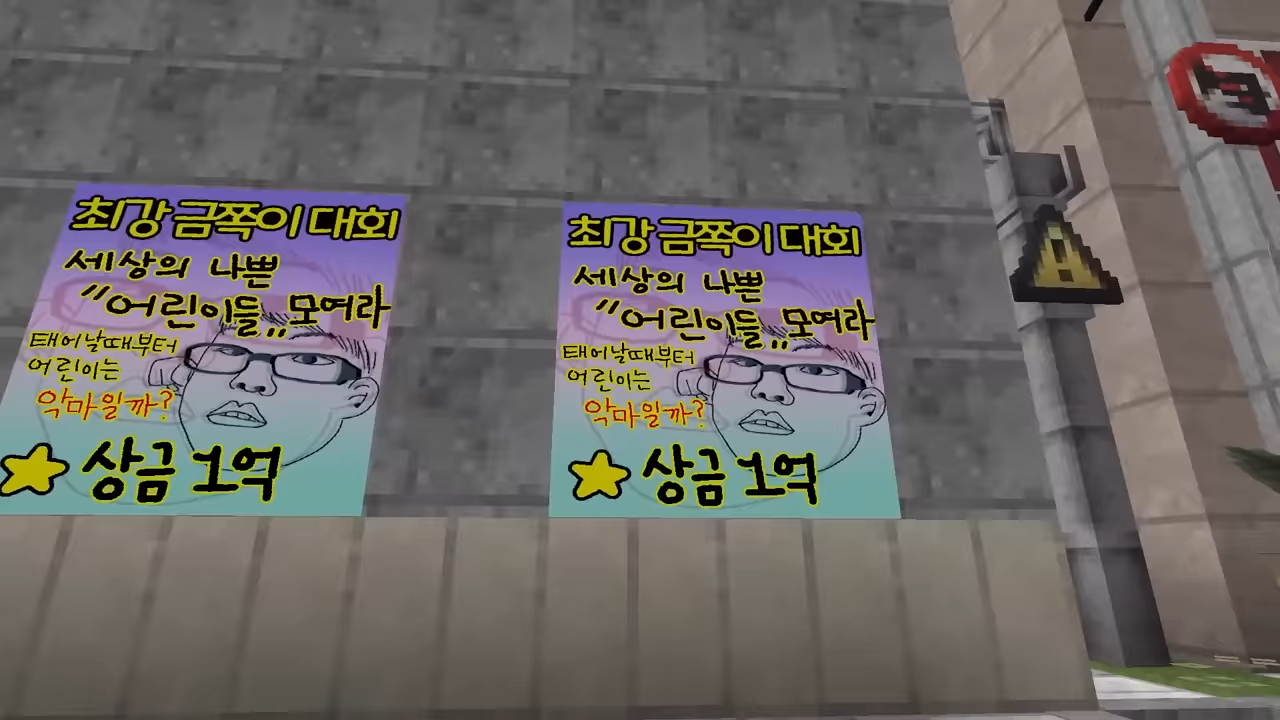 최강 금쪽이 대회
세상의 나쁜
"어린이들„ 모여라
태어날때부터
어린이는
악마일까?
상금 1억
최강 금쪽이 대회
세상의 나쁜
"어린이들„ 모여라
태어날때부터
어린이는
악마일까?
상금 1억